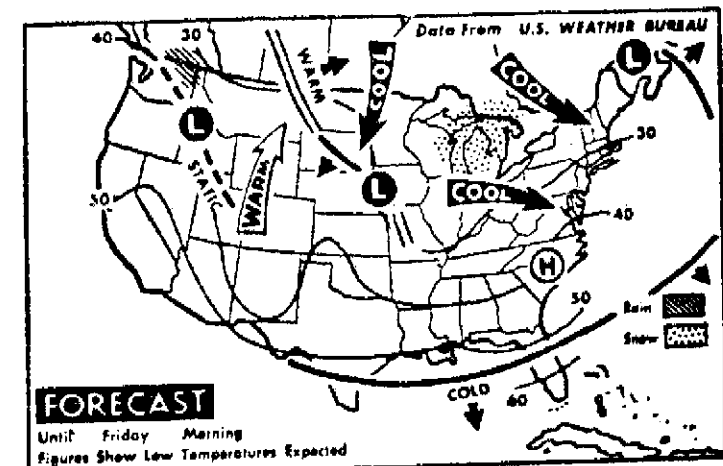 Data From U.S. WEATHER BUREAU
40
30
L
WARM
COOL
COOL
L
STATIC
WARM
L
COOL
30
50
40
H
50
Rain
Snow
COLD
60
FORECAST
Until Friday Morning
Figures Show Low Temperatures Expected